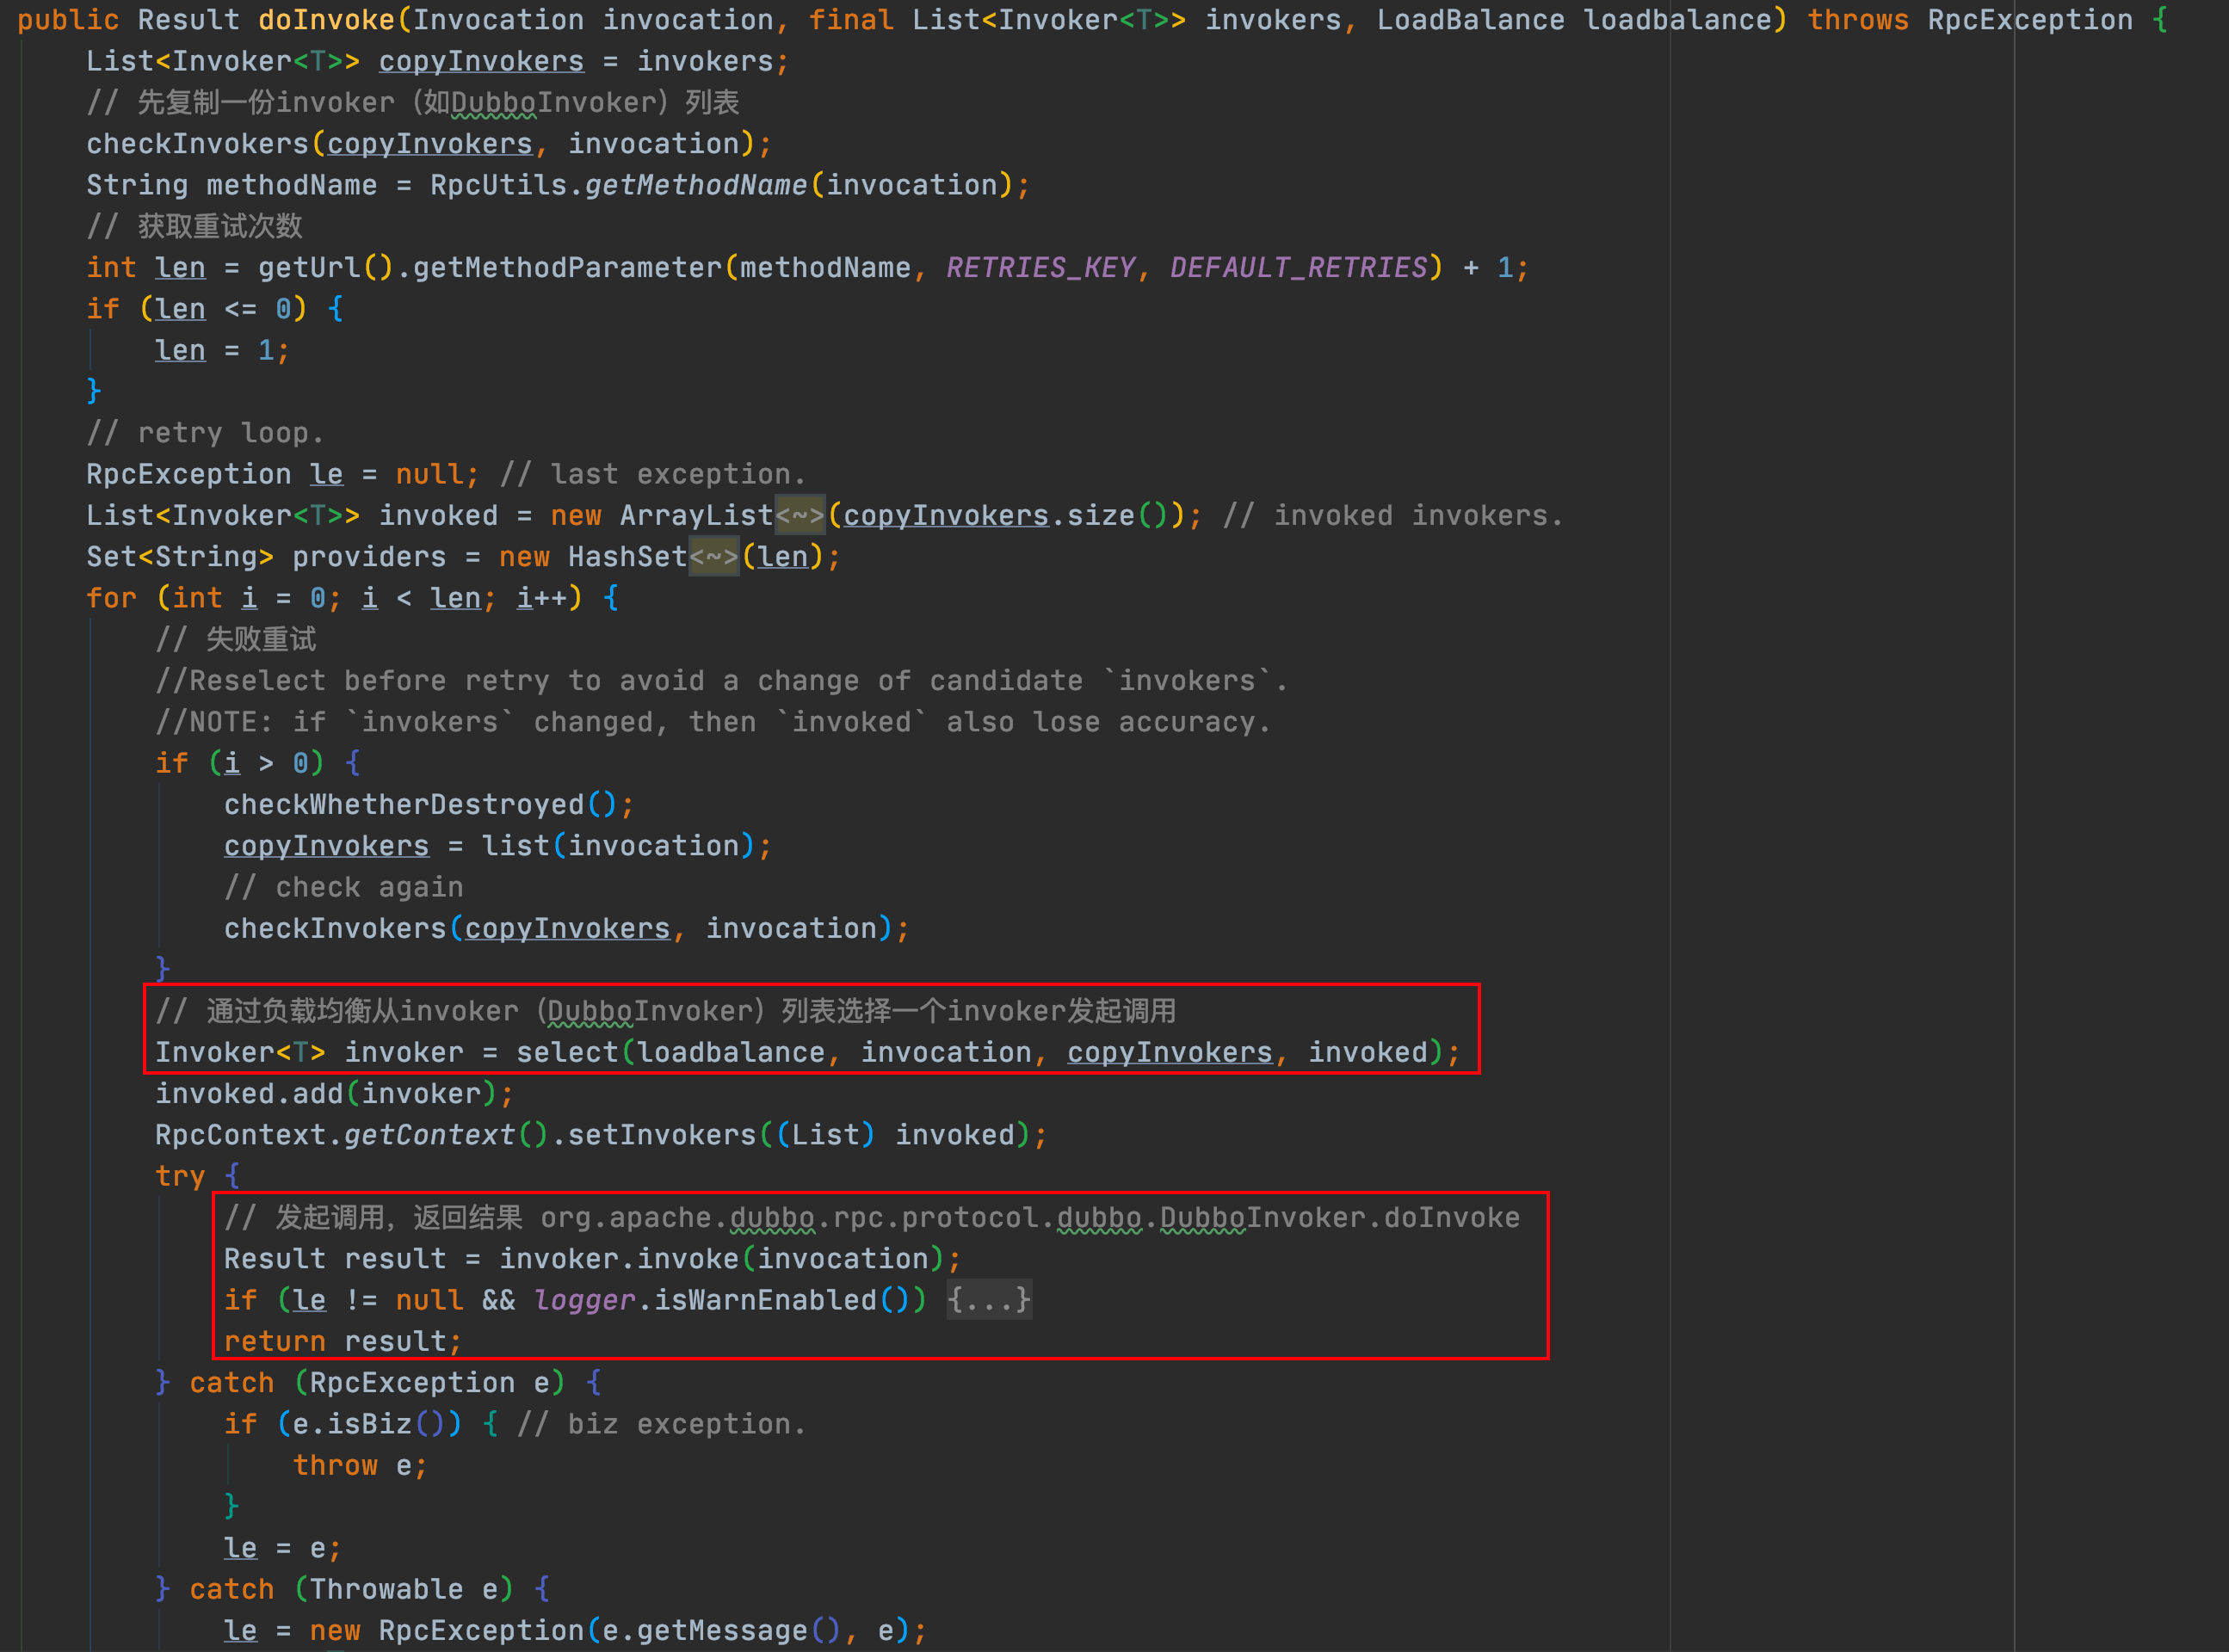 public Result doInvoke(Invocation invocation, final List<Invoker<T>> invokers, LoadBalance loadbalance) throws RpcException {
List<Invoker<T>> copyInvokers = invokers;
// 先复制一份invoker（如DubboInvoker）列表
checkInvokers(copyInvokers, invocation);
String methodName = RpcUtils.getMethodName(invocation);
// 获取重试次数
int len = getUrl().getMethodParameter(methodName, RETRIES_KEY, DEFAULT_RETRIES) + 1;
if (len <= 0) {
len = 1;
}
// retry loop.
RpcException le = null; // last exception.
List<Invoker<T>> invoked = new ArrayList<~>(copyInvokers.size()); // invoked invokers.
Set<String> providers = new HashSet<~>(len);
for (int i = 0; i < len; i++) {
// 失败重试
//Reselect before retry to avoid a change of candidate `invokers`.
//NOTE: if `invokers` changed, then `invoked` also lose accuracy.
if (i > 0) {
checkWhetherDestroyed();
copyInvokers = list(invocation);
// check again
checkInvokers(copyInvokers, invocation);
}
// 通过负载均衡从invoker（DubboInvoker）列表选择一个invoker发起调用
Invoker<T> invoker = select(loadbalance, invocation, copyInvokers, invoked);
invoked.add(invoker);
RpcContext.getContext().setInvokers((List) invoked);
try {
// 发起调用，返回结果 org.apache.dubbo.rpc.protocol.dubbo.DubboInvoker.doInvoke
Result result = invoker.invoke(invocation);
if (le != null && logger.isWarnEnabled()) {...}
return result;
} catch (RpcException e) {
if (e.isBiz()) { // biz exception.
throw e;
}
le = e;
} catch (Throwable e) {
le = new RpcException(e.getMessage(), e);